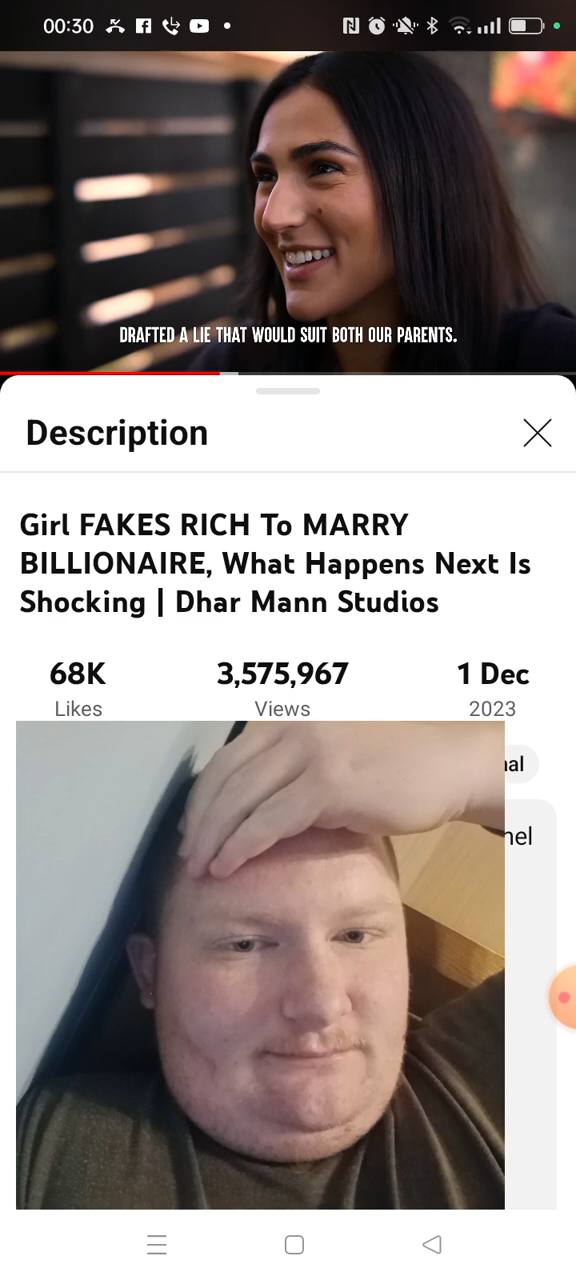 00:30
DRAFTED A LIE THAT WOULD SUIT BOTH OUR PARENTS.
Description
Girl FAKES RICH To MARRY
BILLIONAIRE, What Happens Next Is
Shocking | Dhar Mann Studios
68K
3,575,967
1 Dec
Likes
Views
2023